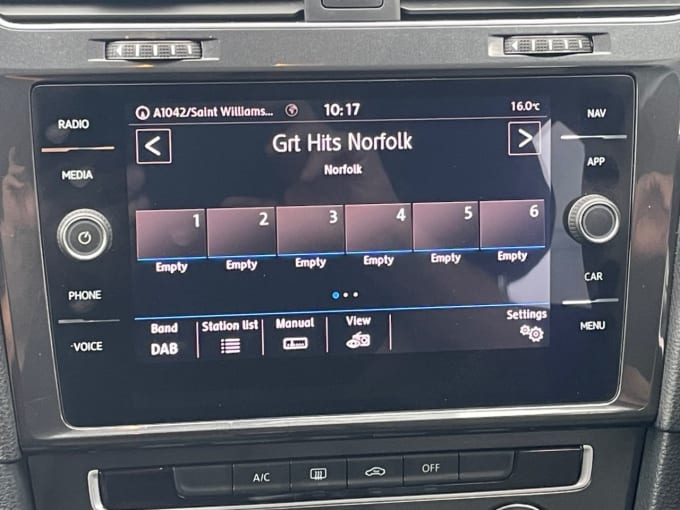 A1042/Saint Williams... 10:17 16.0°C
RADIO
NAV
Grt Hits Norfolk
< >
APP
MEDIA
Norfolk
1 2 3 4 5 6
Empty Empty Empty Empty Empty Empty
PHONE
CAR
Band Station list Manual View Settings
DAB
VOICE
MENU
A/C OFF